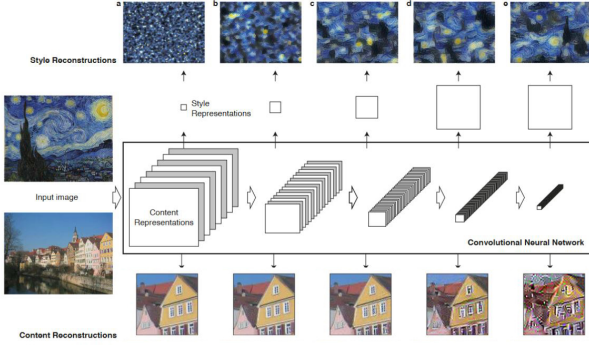 a b c d e
Style Reconstructions
Style
Representations
Input image
Content
Representations
Convolutional Neural Network
Content Reconstructions